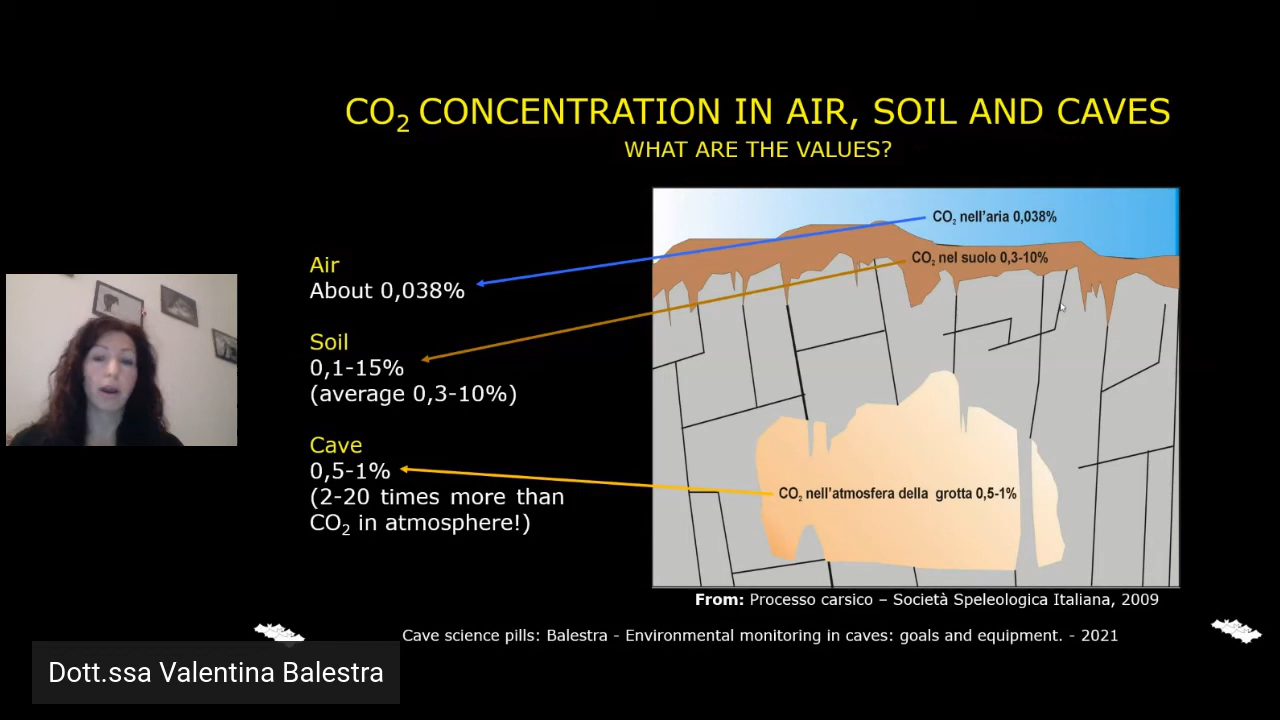 CO₂ CONCENTRATION IN AIR, SOIL AND CAVES
WHAT ARE THE VALUES?
Air
About 0,038%
Soil
0,1-15%
(average 0,3-10%)
Cave
0,5-1%
(2-20 times more than
CO₂ in atmosphere!)
CO₂ nell'aria 0,038%
CO₂ nel suolo 0,3-10%
CO₂ nell'atmosfera della grotta 0,5-1%
From: Processo carsico – Società Speleologica Italiana, 2009
Cave science pills: Balestra - Environmental monitoring in caves: goals and equipment. - 2021
Dott.ssa Valentina Balestra